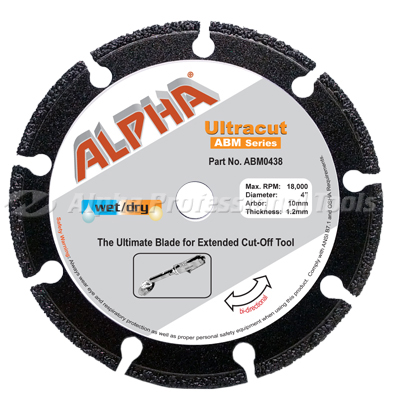 ALPHA
Ultracut
ABM Series
Part No. ABM0438
Max. RPM: 18,000
Diameter: 4"
Arbor: 10mm
Thickness: 1.2mm
wet/dry
Alpha Professional Tools
The Ultimate Blade for Extended Cut-Off Tool
bi-directional
Safety Warning: Always wear eye and respiratory protection as well as proper personal safety equipment when using this product. Comply with ANSI B7.1 and OSHA Requirements.